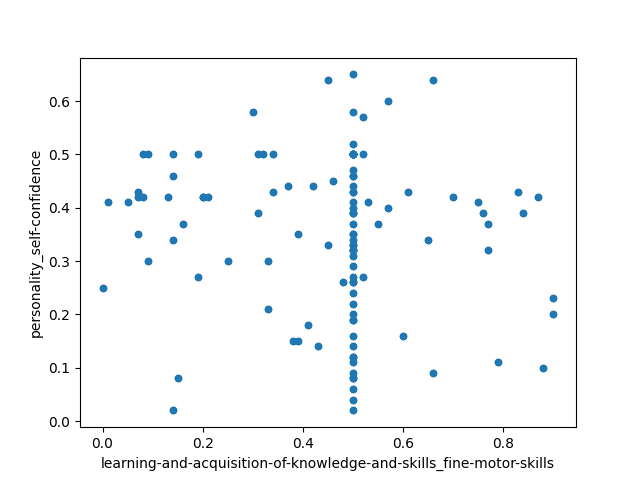 0.6
0.5
0.4
0.3
0.2
0.1
0.0
personality_self-confidence
0.0 0.2 0.4 0.6 0.8
learning-and-acquisition-of-knowledge-and-skills_fine-motor-skills